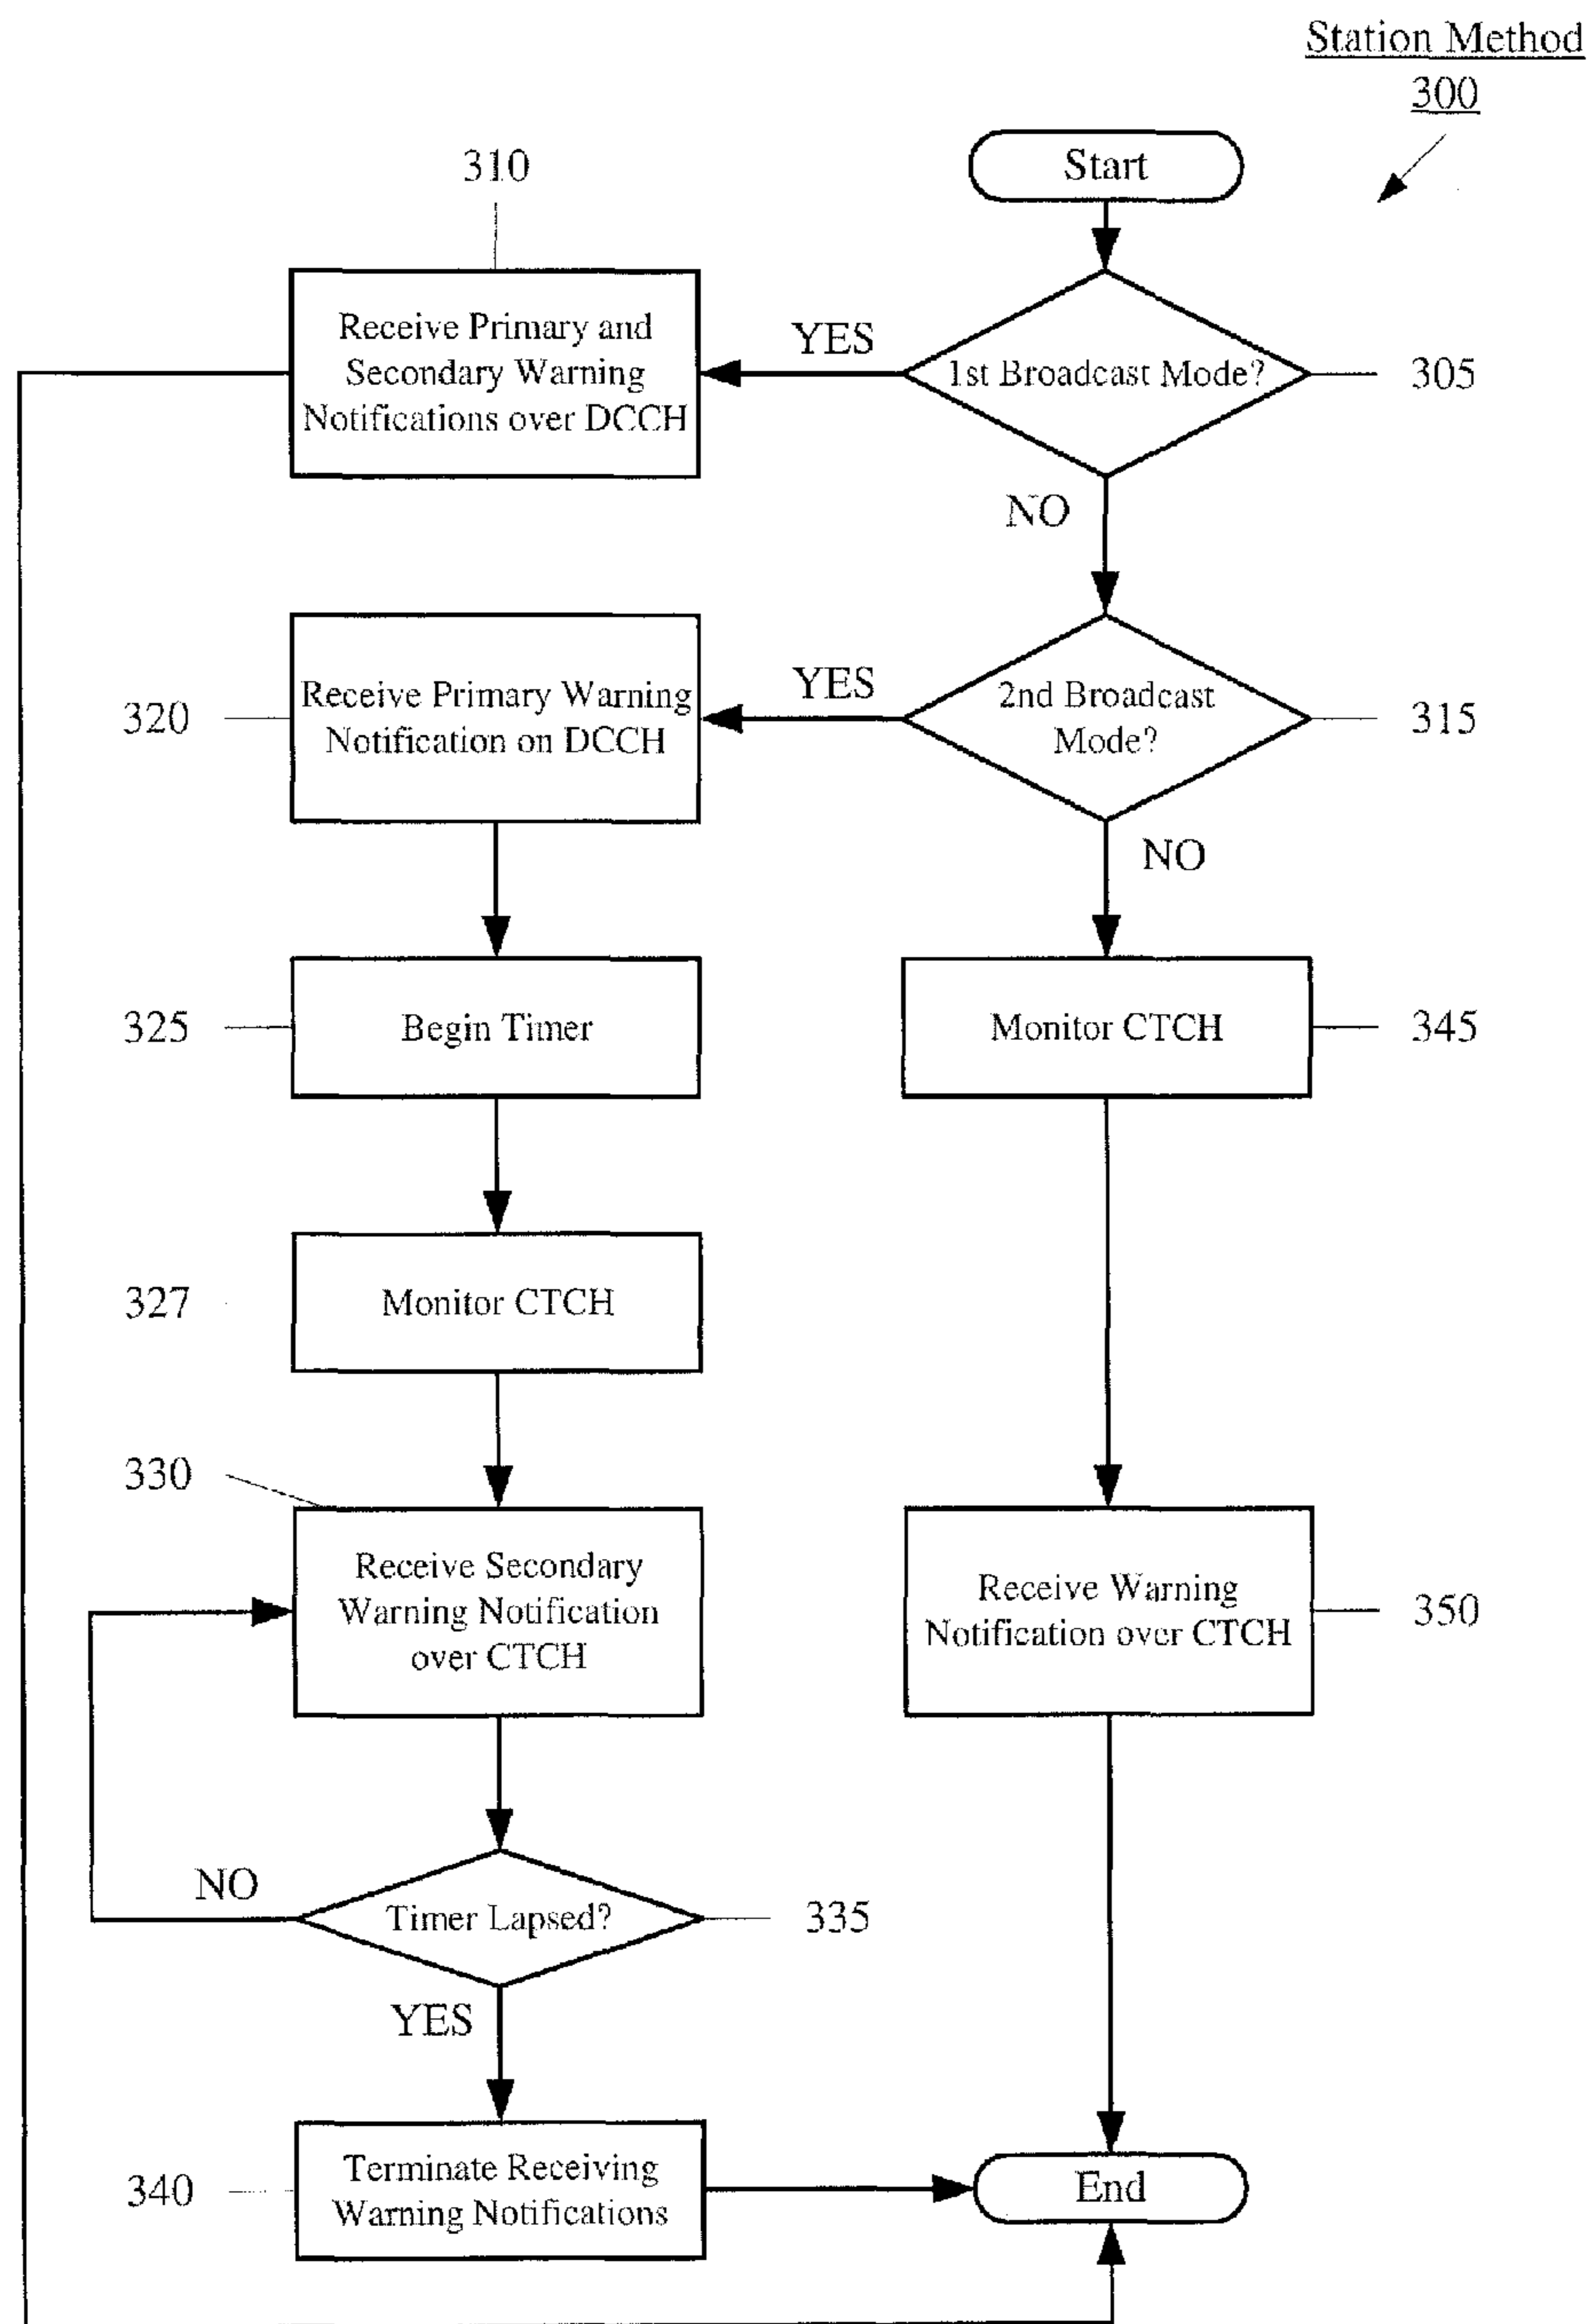 Station Method
300
Start
310
Receive Primary and
Secondary Warning
Notifications over DCCH
YES
1st Broadcast Mode?
305
NO
320
Receive Primary Warning
Notification on DCCH
YES
2nd Broadcast
Mode?
315
NO
325
Begin Timer
Monitor CTCH
345
327
Monitor CTCH
330
Receive Secondary
Warning Notification
over CTCH
Receive Warning
Notification over CTCH
350
NO
Timer Lapsed?
335
YES
340
Terminate Receiving
Warning Notifications
End